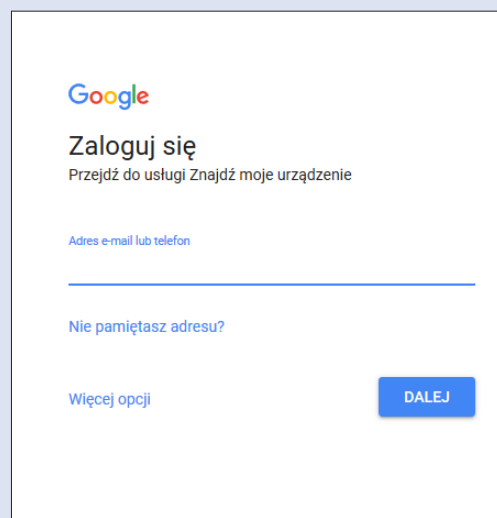 Google
Zaloguj się
Przejdź do usługi Znajdź moje urządzenie
Adres e-mail lub telefon
Nie pamiętasz adresu?
Więcej opcji
DALEJ